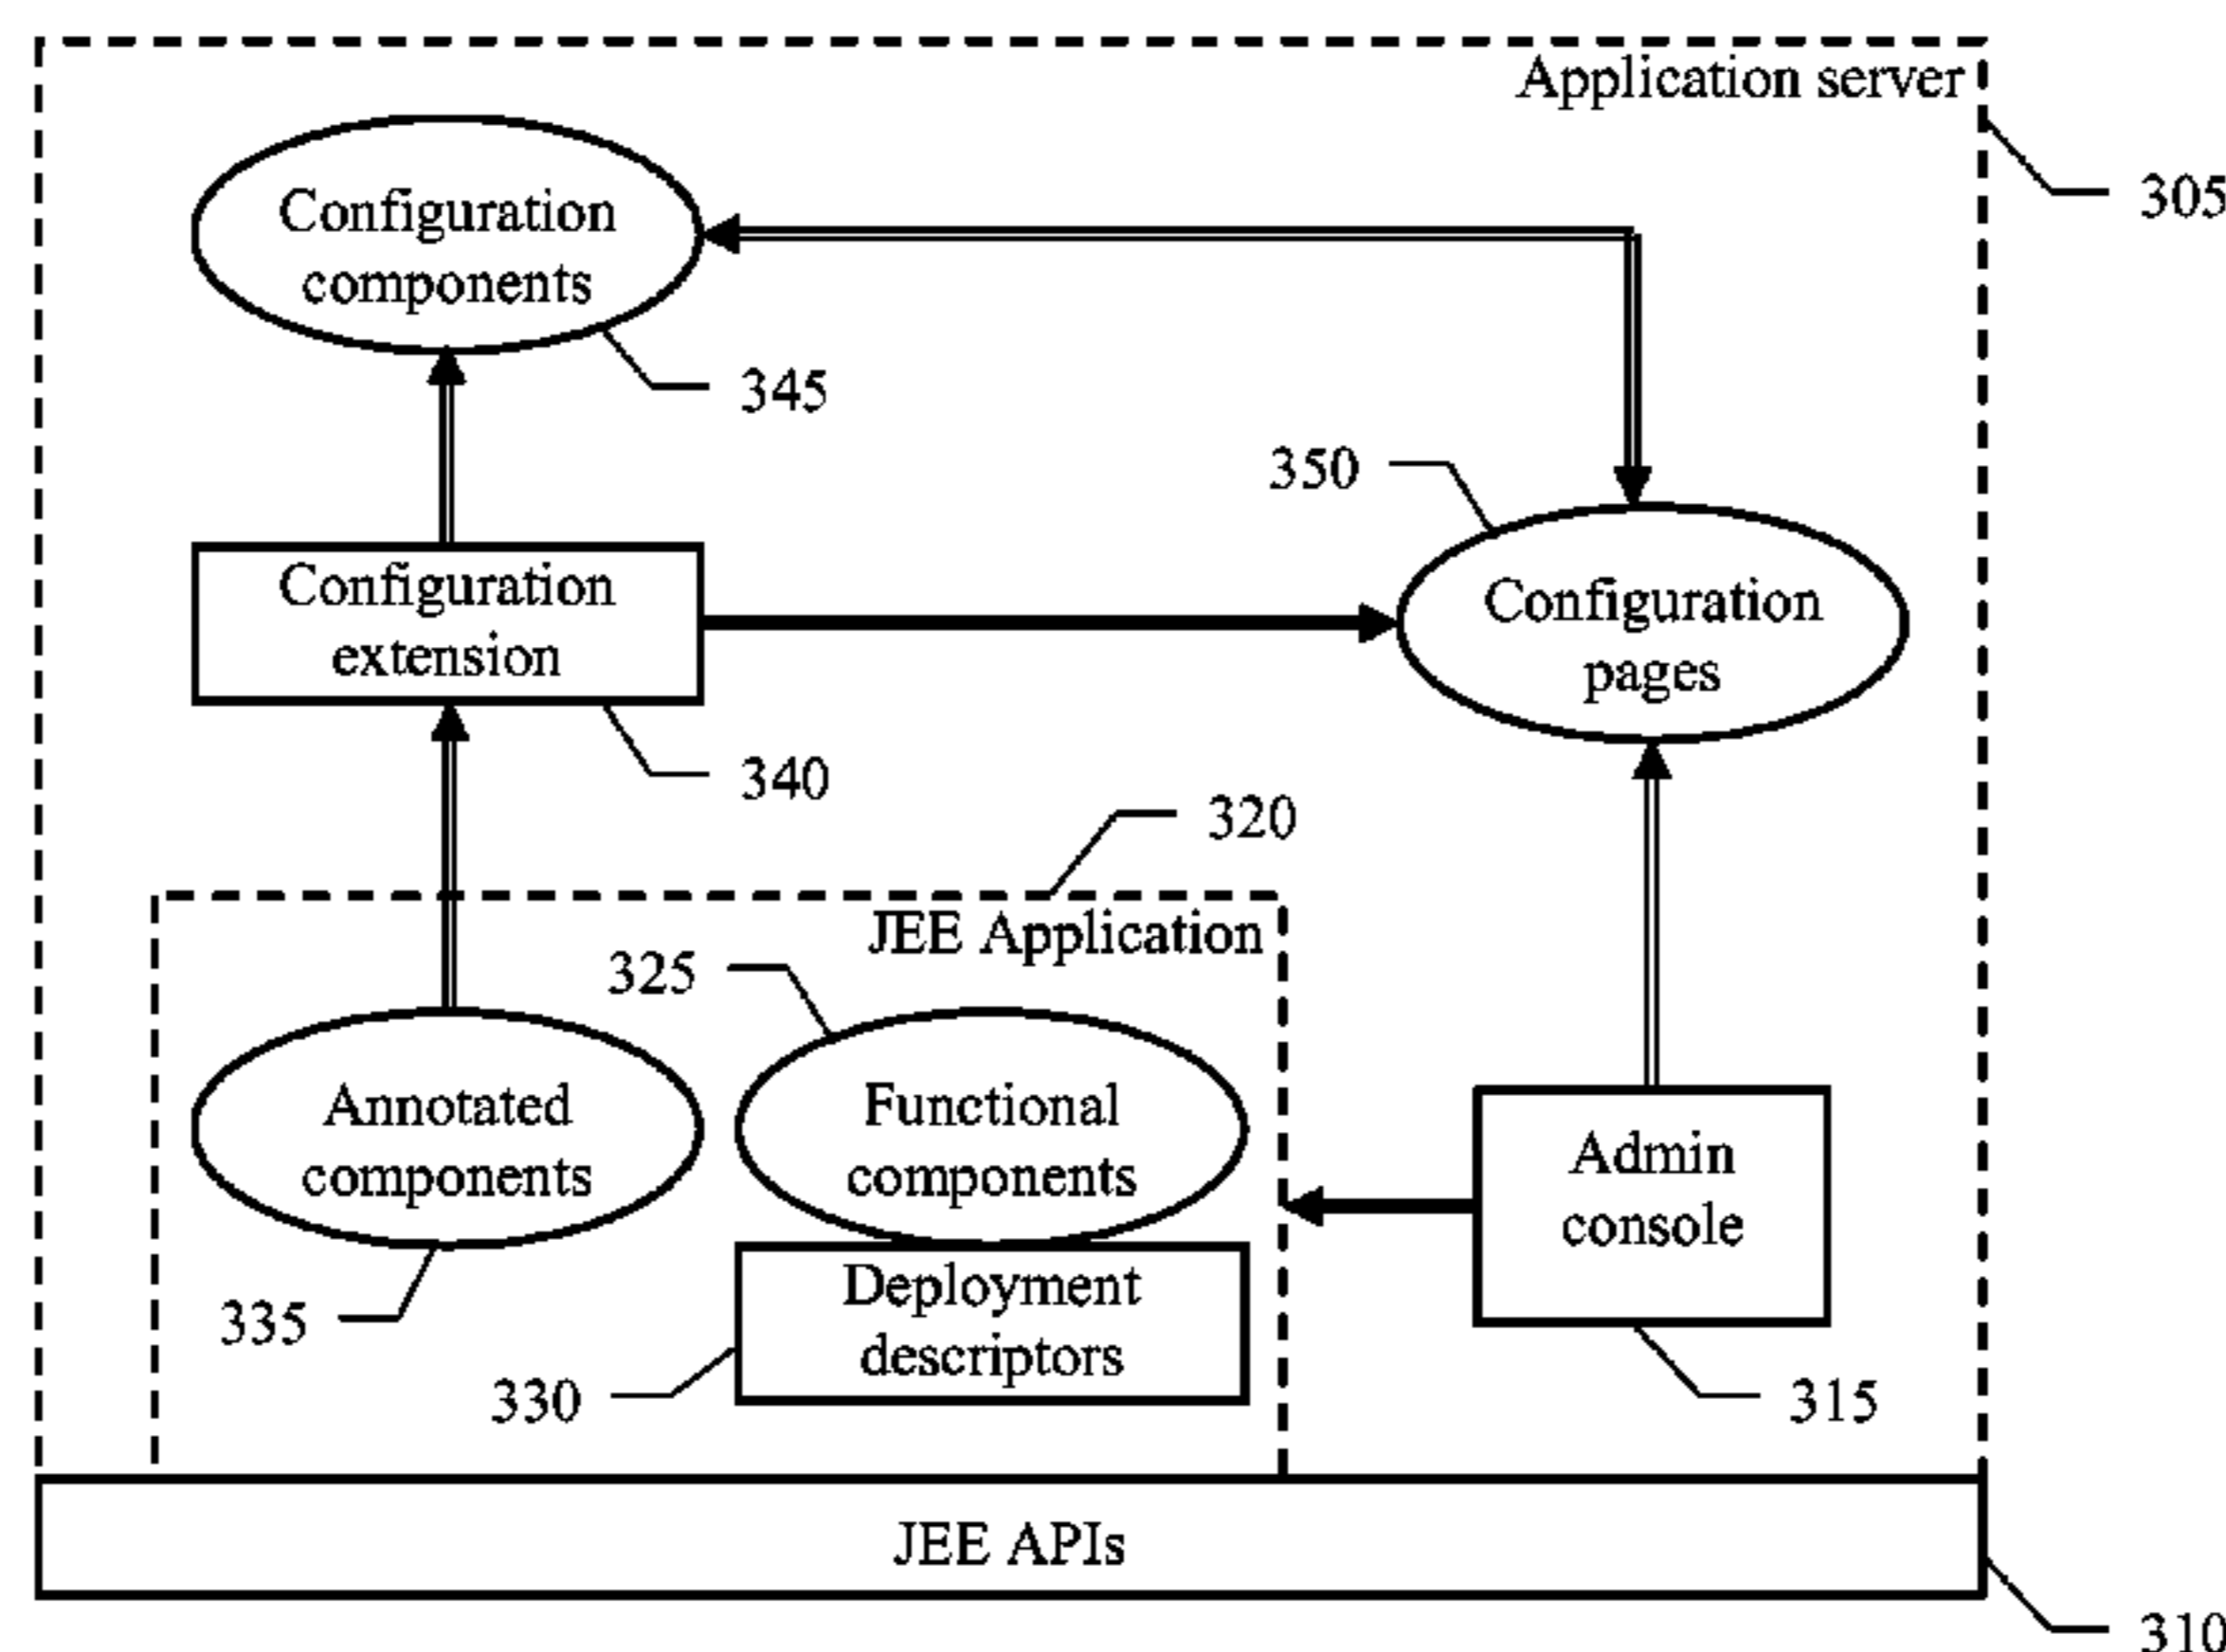 Application server
305
Configuration
components
345
350
Configuration
extension
Configuration
pages
340
320
JEE Application
325
Annotated
components
Functional
components
Admin
console
Deployment
descriptors
335
330
315
JEE APIs
310